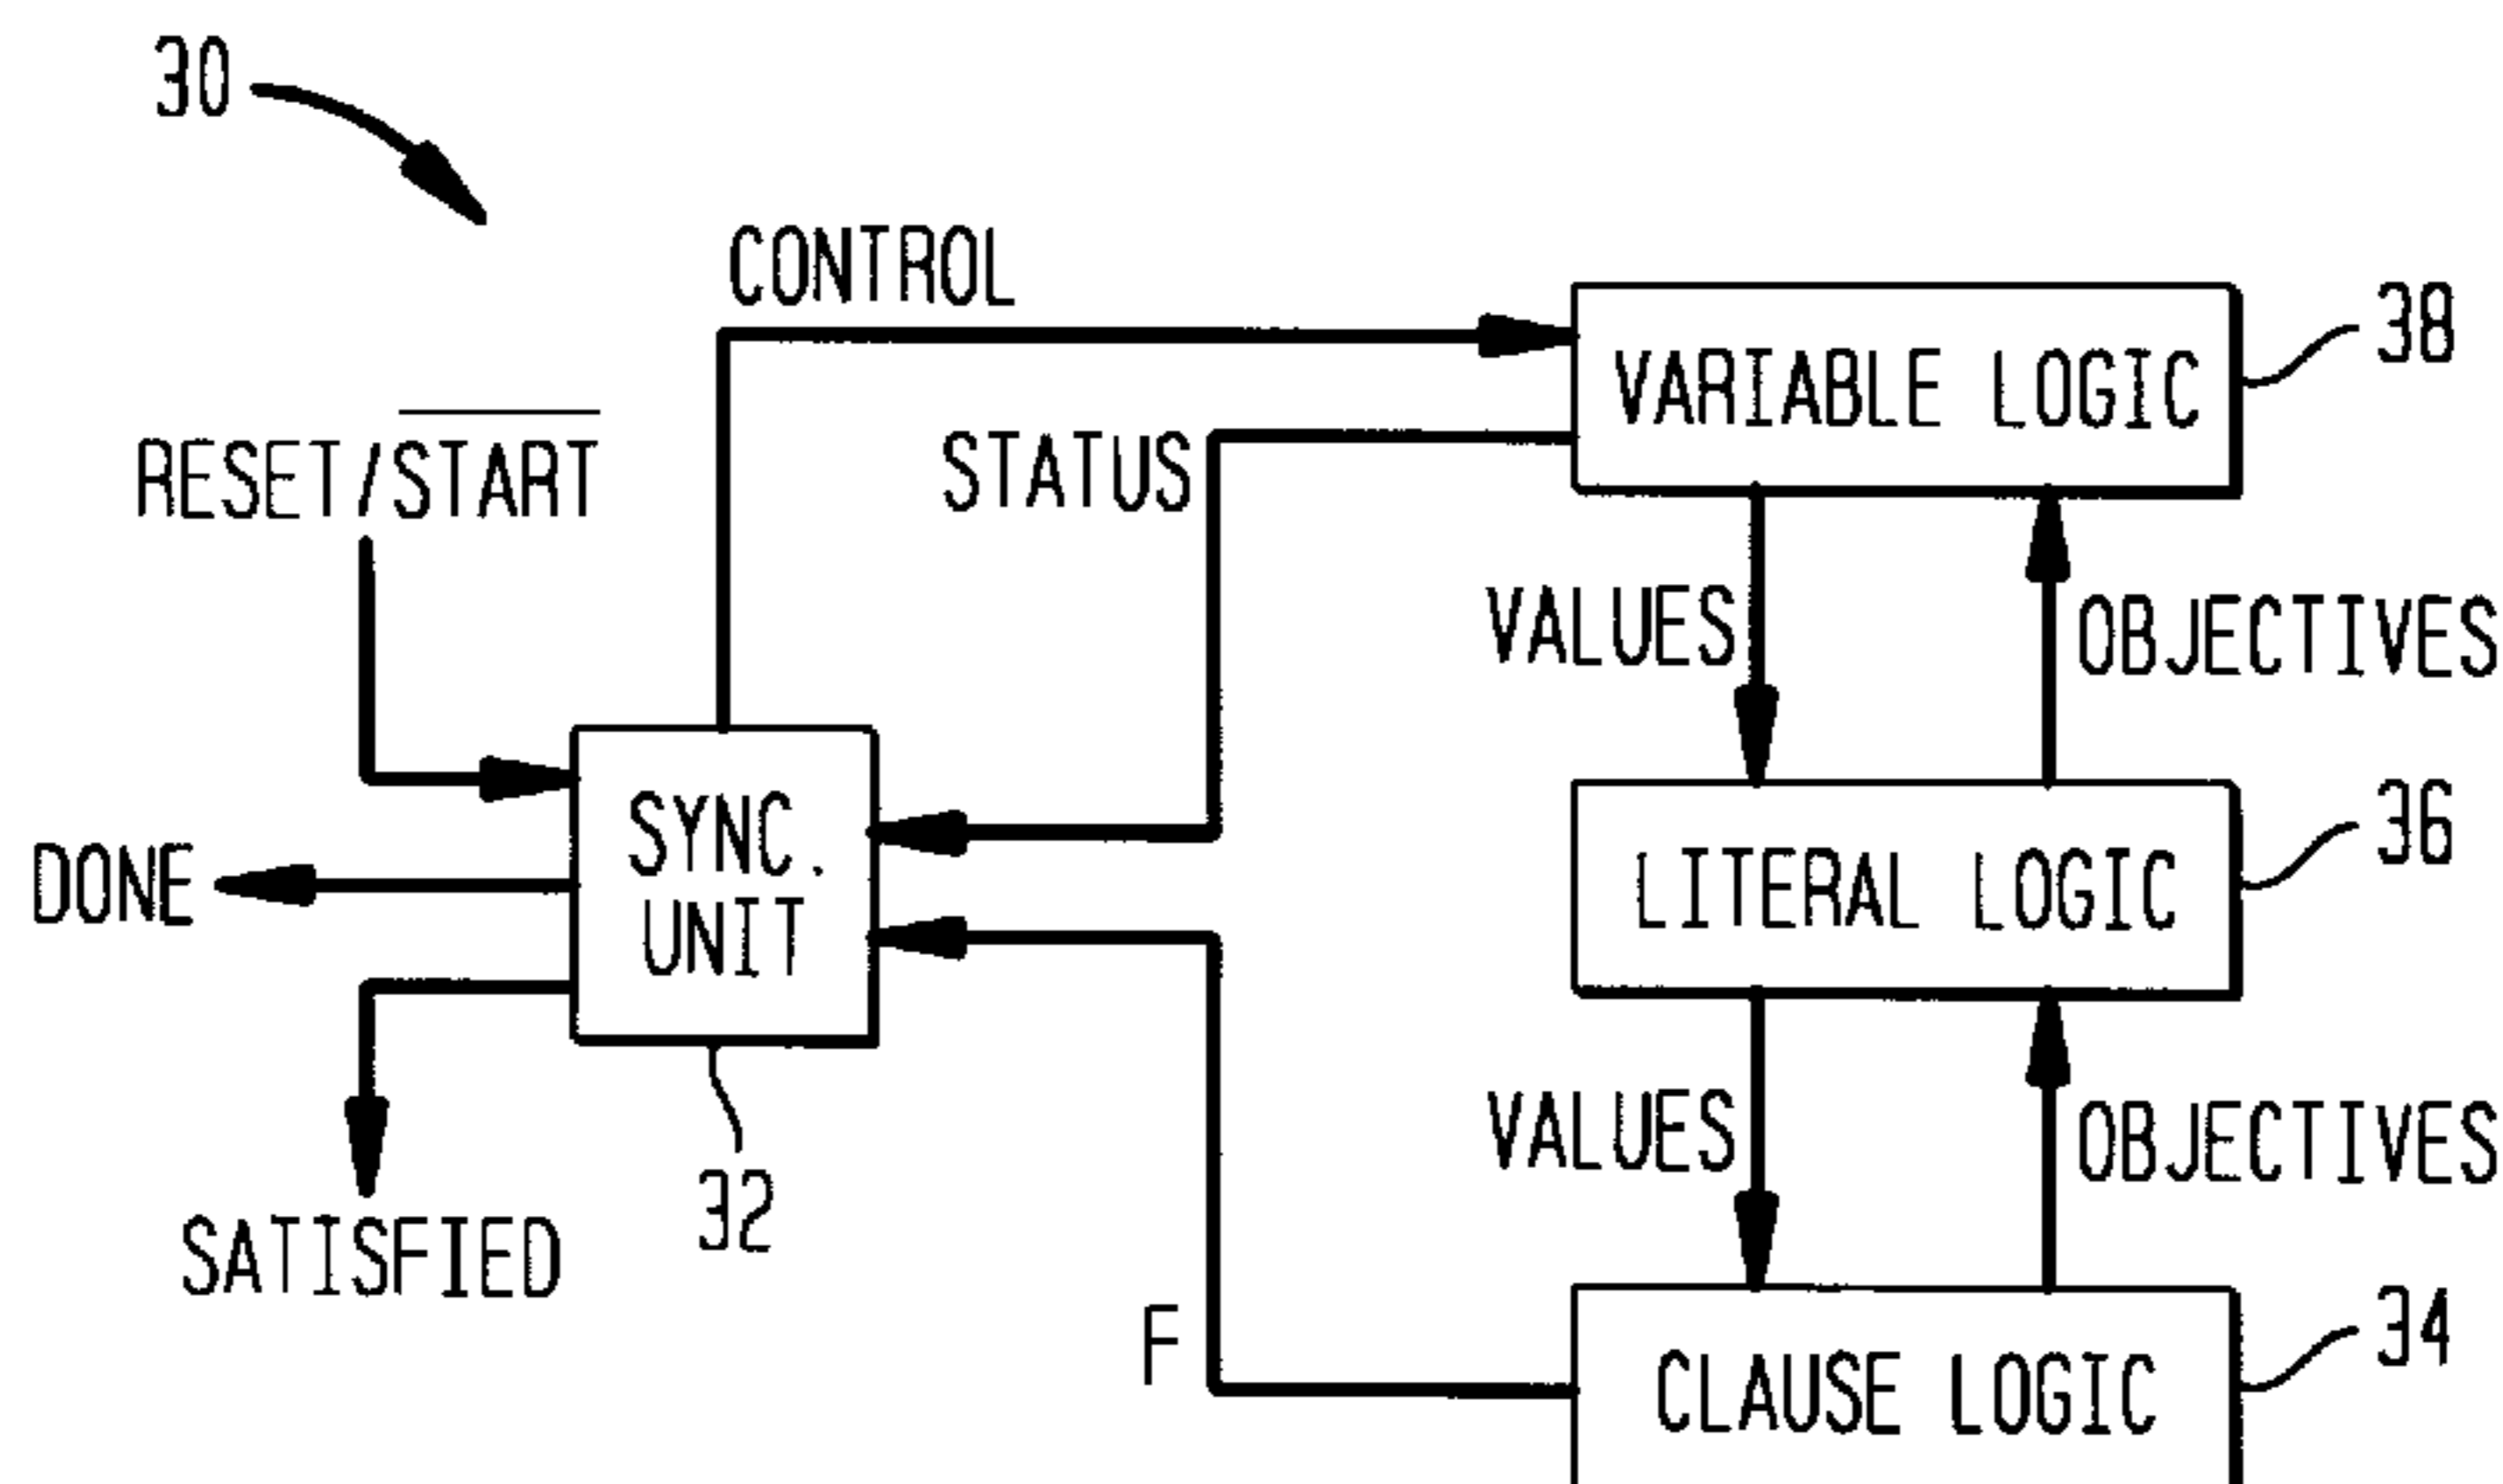 30
CONTROL
38
VARIABLE LOGIC
RESET/START
STATUS
VALUES
OBJECTIVES
SYNC.
UNIT
36
LITERAL LOGIC
DONE
VALUES
OBJECTIVES
32
SATISFIED
F
34
CLAUSE LOGIC